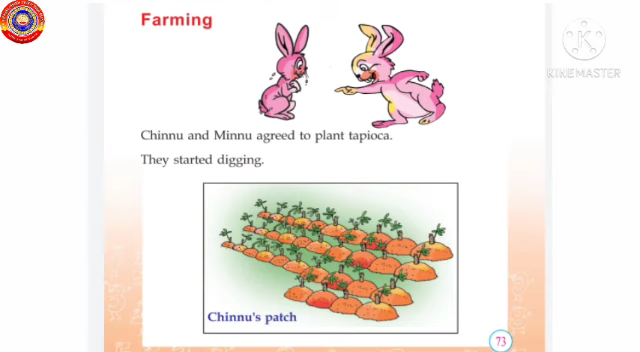 Farming
KINEMASTER
Chinnu and Minnu agreed to plant tapioca.
They started digging.
Chinnu's patch
73